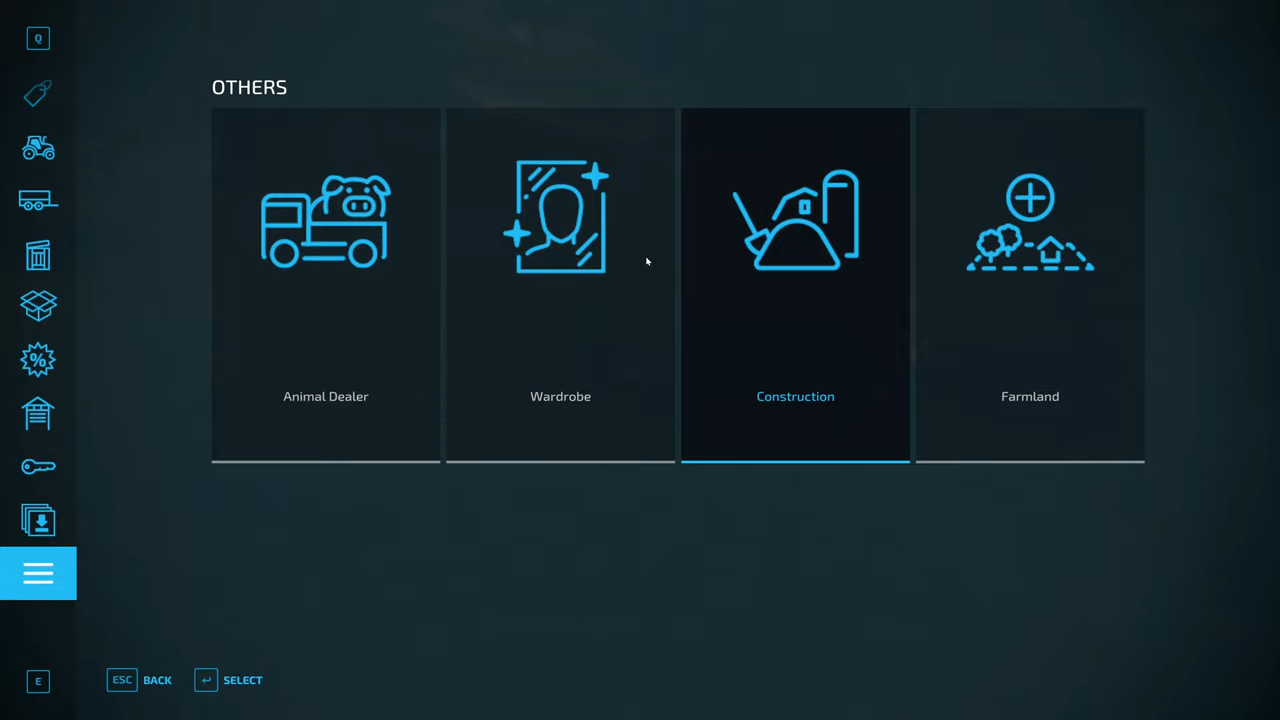 Q
OTHERS
%
Animal Dealer
Wardrobe
Construction
Farmland
E
ESC BACK
SELECT